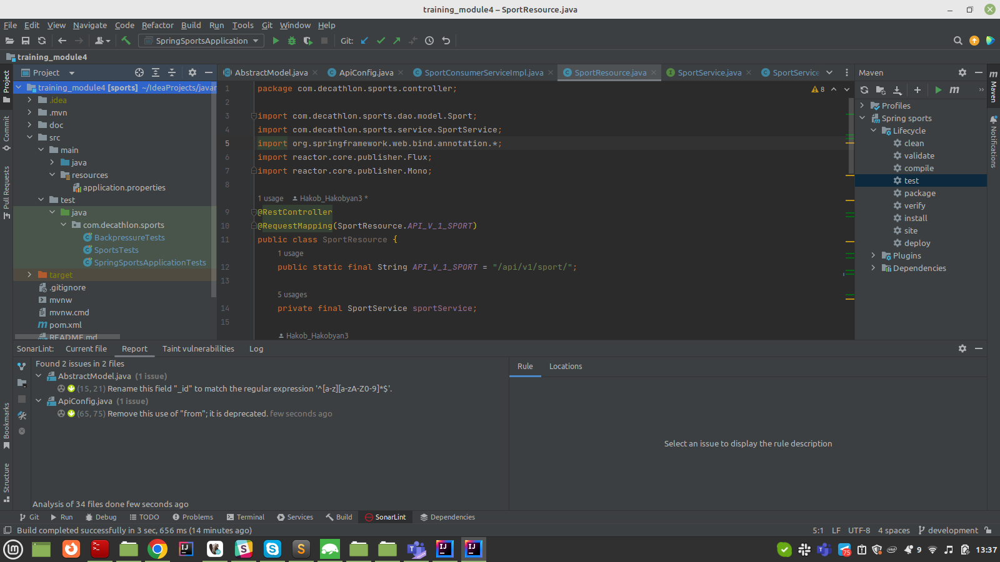 training_module4 – SportResource.java
File Edit View Navigate Code Refactor Build Run Tools Git Window Help
SpringSportsApplication Git:
training_module4
Project
AbstractModel.java ApiConfig.java SportConsumerServiceImpl.java SportResource.java SportService.java SportService
Maven
training_module4 [sports] ~/IdeaProjects/javar
.idea
.mvn
doc
src
main
java
resources
application.properties
test
java
com.decathlon.sports
BackpressureTests
SportsTests
SpringSportsApplicationTests
target
.gitignore
mvnw
mvnw.cmd
pom.xml
README.md
Project
Commit
Pull Requests
Bookmarks
Structure
1 package com.decathlon.sports.controller;
8
2
3 import com.decathlon.sports.dao.model.Sport;
4 import com.decathlon.sports.service.SportService;
5 import org.springframework.web.bind.annotation.*;
6 import reactor.core.publisher.Flux;
7 import reactor.core.publisher.Mono;
8
1 usage Hakob_Hakobyan3 *
9 @RestController
10 @RequestMapping(SportResource.API_V_1_SPORT)
11 public class SportResource {
1 usage
12 public static final String API_V_1_SPORT = "/api/v1/sport/";
13
5 usages
14 private final SportService sportService;
15
Hakob_Hakobyan3
Profiles
Spring sports
Lifecycle
clean
validate
compile
test
package
verify
install
site
deploy
Plugins
Dependencies
Maven
Notifications
SonarLint: Current file Report Taint vulnerabilities Log
Found 2 issues in 2 files
AbstractModel.java (1 issue)
(15, 21) Rename this field "_id" to match the regular expression '^[a-z][a-zA-Z0-9]*$'.
ApiConfig.java (1 issue)
(65, 75) Remove this use of "from"; it is deprecated. few seconds ago
Analysis of 34 files done few seconds ago
Rule Locations
Select an issue to display the rule description
Git Run Debug TODO Problems Terminal Services Build SonarLint Dependencies
Build completed successfully in 3 sec, 656 ms (14 minutes ago)
5:1 LF UTF-8 4 spaces development
75 9 13:37